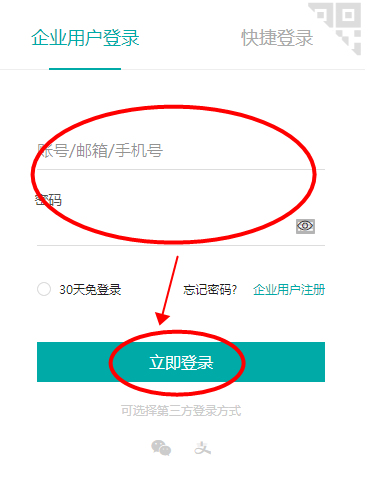 企业用户登录 快捷登录
账号/邮箱/手机号
密码
30天免登录 忘记密码? 企业用户注册
立即登录
可选择第三方登录方式